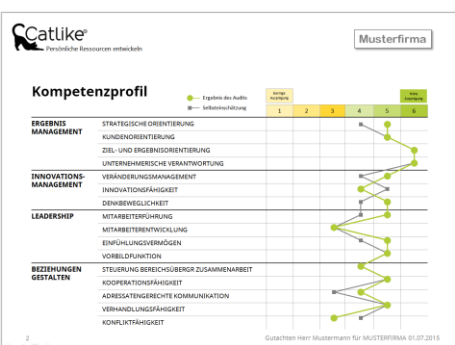 Catlike®
Persönliche Ressourcen entwickeln
Musterfirma
Kompetenzprofil
Ergebnis des Audits
Selbsteinschätzung
1 2 3 4 5 6
ERGEBNIS
MANAGEMENT
STRATEGISCHE ORIENTIERUNG
KUNDENORIENTIERUNG
ZIEL- UND ERGEBNISORIENTIERUNG
UNTERNEHMERISCHE VERANTWORTUNG
INNOVATIONS-
MANAGEMENT
VERÄNDERUNGSMANAGEMENT
INNOVATIONSFÄHIGKEIT
DENKBEWEGLICHKEIT
LEADERSHIP
MITARBEITERFÜHRUNG
MITARBEITERENTWICKLUNG
EINFÜHLUNGSVERMÖGEN
VORBILDFUNKTION
BEZIEHUNGEN
GESTALTEN
STEUERUNG BEREICHSÜBERGR ZUSAMMENARBEIT
KOOPERATIONSFÄHIGKEIT
ADRESSATENGERECHTE KOMMUNIKATION
VERHANDLUNGSFÄHIGKEIT
KONFLIKTFÄHIGKEIT
2
Gutachten Herr Mustermann für MUSTERFIRMA 01.07.2015